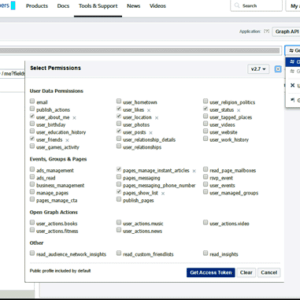 pers Products Docs Tools & Support News Search My
Application [?] Graph API
/me?field
Select Permissions v2.7
User Data Permissions
email user_hometown user_religion_politics
publish_actions user_likes user_status
user_about_me user_location user_tagged_places
user_birthday user_photos user_videos
user_education_history user_posts user_website
user_friends user_relationship_details user_work_history
user_games_activity user_relationships
Events, Groups & Pages
ads_management pages_manage_instant_articles read_page_mailboxes
ads_read pages_messaging rsvp_event
business_management pages_messaging_phone_number user_events
manage_pages pages_show_list user_managed_groups
pages_manage_cta publish_pages
Open Graph Actions
user_actions.books user_actions.music user_actions.video
user_actions.fitness user_actions.news
Other
read_audience_network_insights read_custom_friendlists read_insights
Public profile included by default Get Access Token Clear Cancel